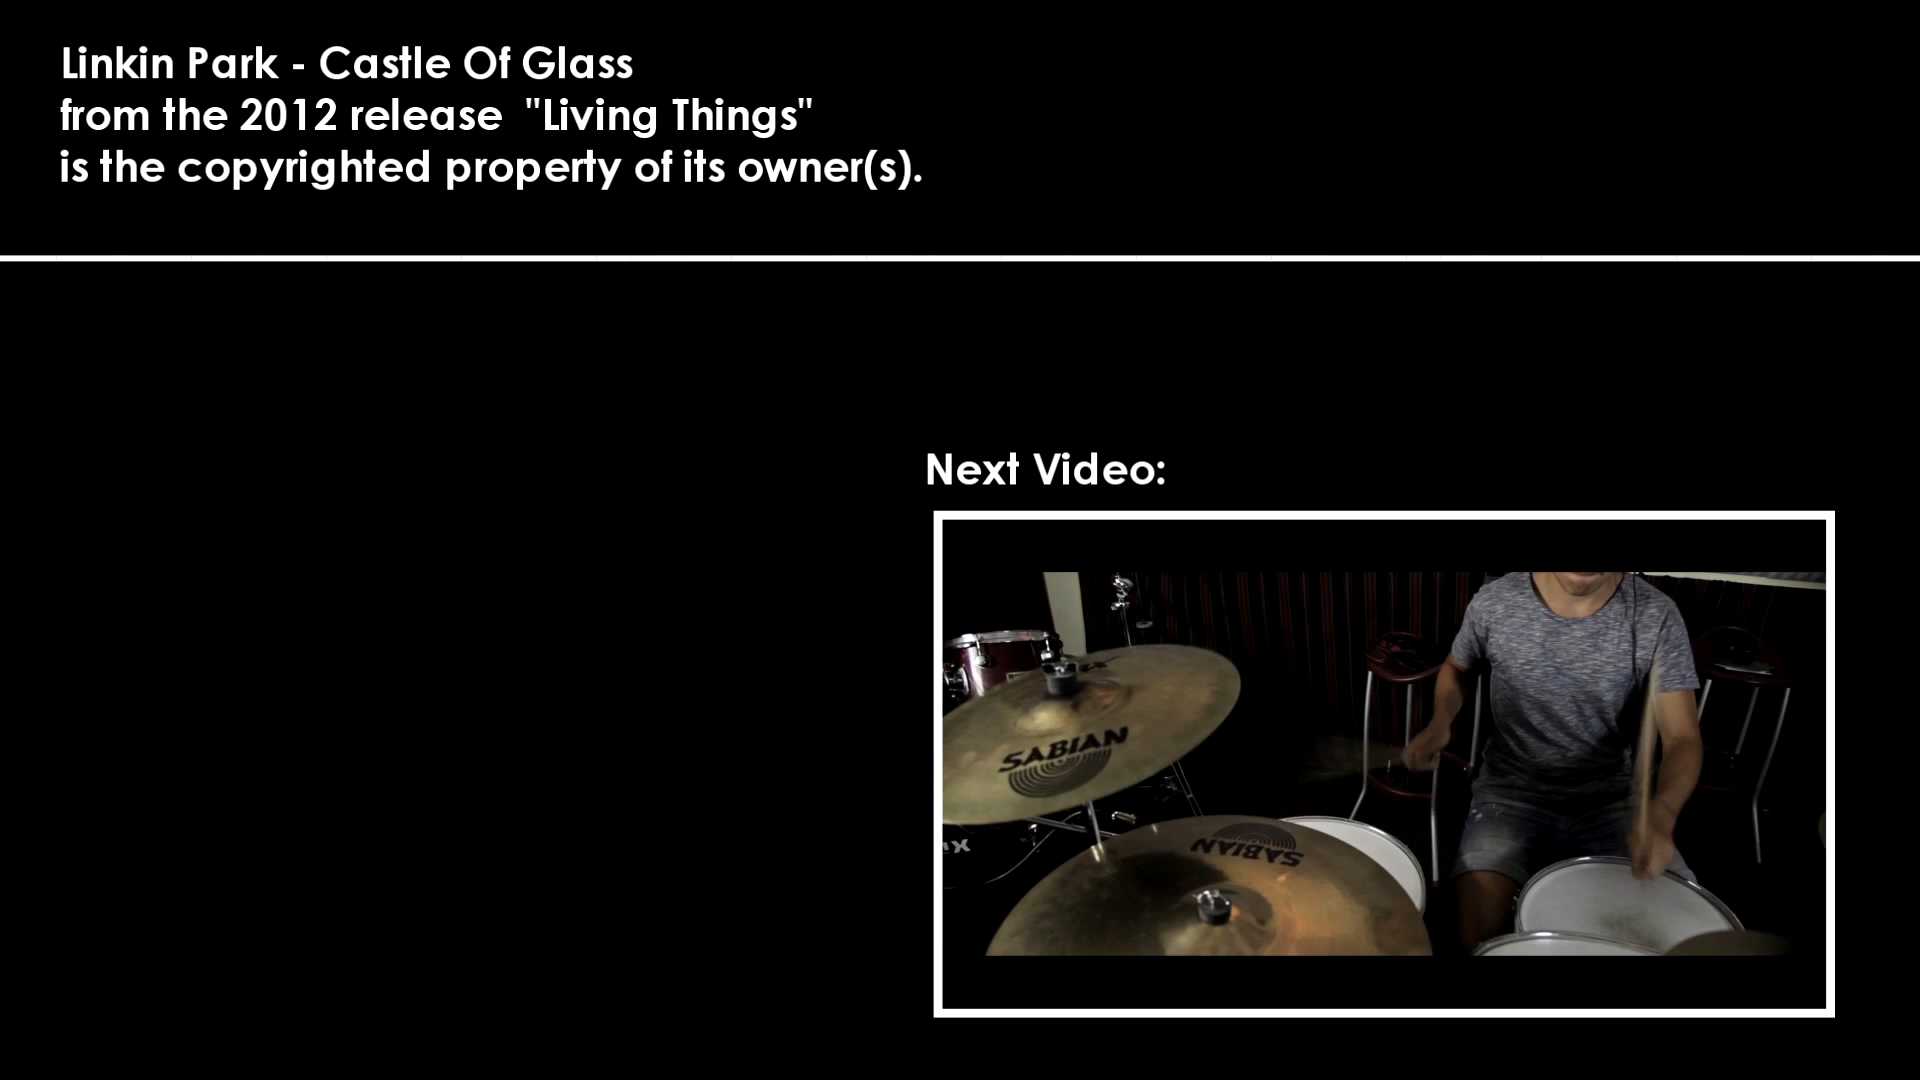 Linkin Park - Castle Of Glass
from the 2012 release "Living Things"
is the copyrighted property of its owner(s).
Next Video:
SABIAN
SABIAN